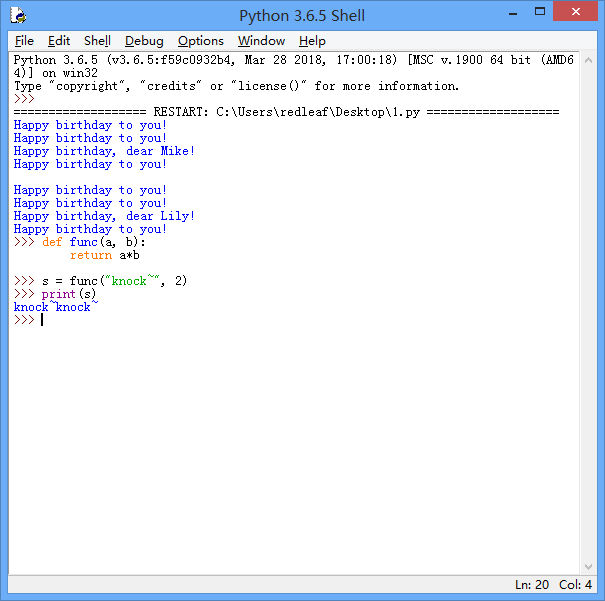 Python 3.6.5 Shell
File Edit Shell Debug Options Window Help
Python 3.6.5 (v3.6.5:f59c0932b4, Mar 28 2018, 17:00:18) [MSC v.1900 64 bit (AMD6
4)] on win32
Type "copyright", "credits" or "license()" for more information.
>>>
=================== RESTART: C:\Users\redleaf\Desktop\1.py ===================
Happy birthday to you!
Happy birthday to you!
Happy birthday, dear Mike!
Happy birthday to you!

Happy birthday to you!
Happy birthday to you!
Happy birthday, dear Lily!
Happy birthday to you!
>>> def func(a, b):
        return a*b

>>> s = func("knock~", 2)
>>> print(s)
knock~knock~
>>>
Ln: 20 Col: 4